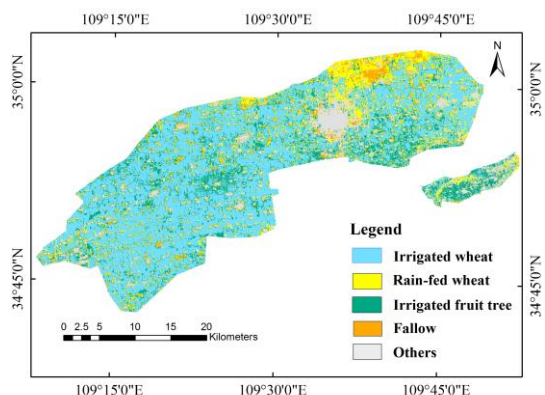 109°15'0"E 109°30'0"E 109°45'0"E
N
35°0'0"N 35°0'0"N
34°45'0"N 34°45'0"N
Legend
Irrigated wheat
Rain-fed wheat
Irrigated fruit tree
Fallow
Others
0 2.5 5 10 15 20
Kilometers
109°15'0"E 109°30'0"E 109°45'0"E